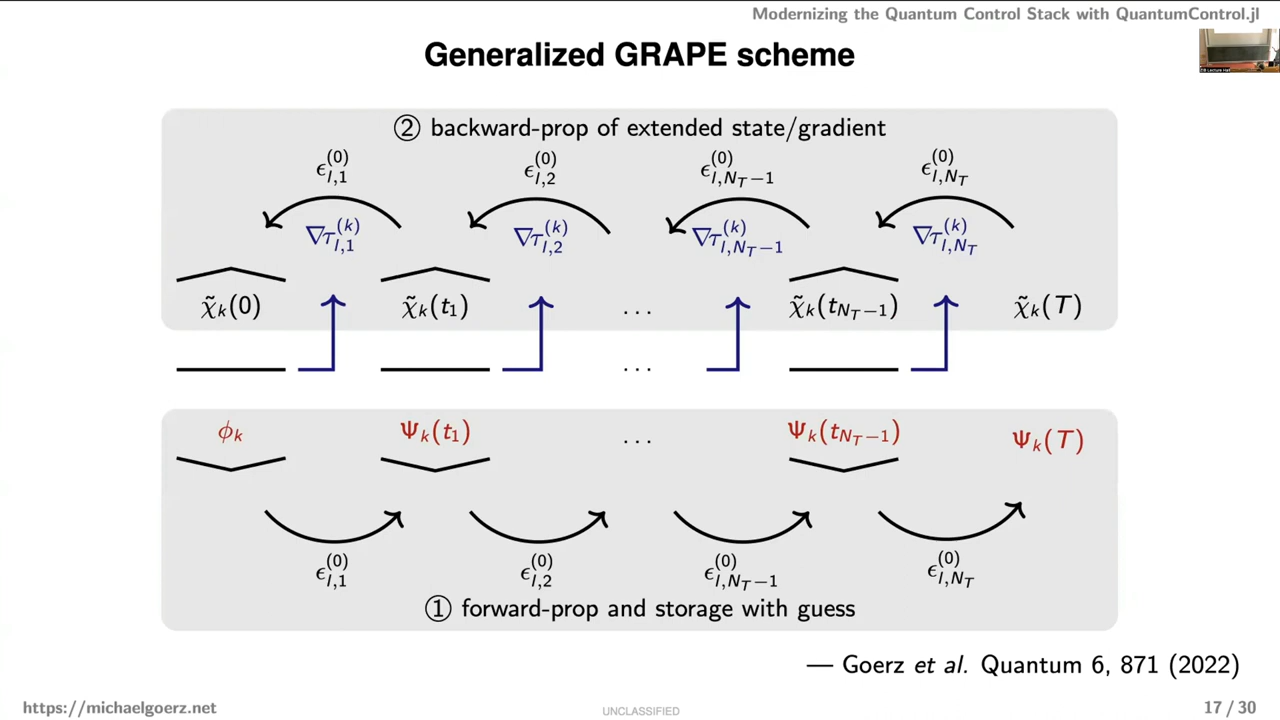 Modernizing the Quantum Control Stack with QuantumControl.jl
Generalized GRAPE scheme
② backward-prop of extended state/gradient
ϵ_{l,1}^{(0)} ϵ_{l,2}^{(0)} ϵ_{l,N_T−1}^{(0)} ϵ_{l,N_T}^{(0)}
∇τ_{l,1}^{(k)} ∇τ_{l,2}^{(k)} ∇τ_{l,N_T−1}^{(k)} ∇τ_{l,N_T}^{(k)}
χ̃_k(0) χ̃_k(t_1) ... χ̃_k(t_{N_T−1}) χ̃_k(T)
...
ϕ_k Ψ_k(t_1) ... Ψ_k(t_{N_T−1}) Ψ_k(T)
ϵ_{l,1}^{(0)} ϵ_{l,2}^{(0)} ϵ_{l,N_T−1}^{(0)} ϵ_{l,N_T}^{(0)}
① forward-prop and storage with guess
— Goerz et al. Quantum 6, 871 (2022)
https://michaelgoerz.net UNCLASSIFIED 17 / 30